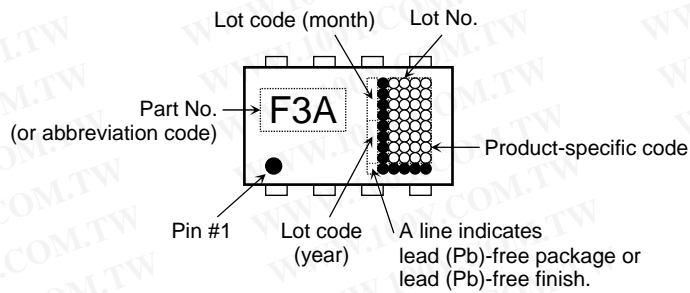 Lot code (month)
Lot No.
Part No.
(or abbreviation code)
F3A
Product-specific code
Pin #1
Lot code
(year)
A line indicates
lead (Pb)-free package or
lead (Pb)-free finish.